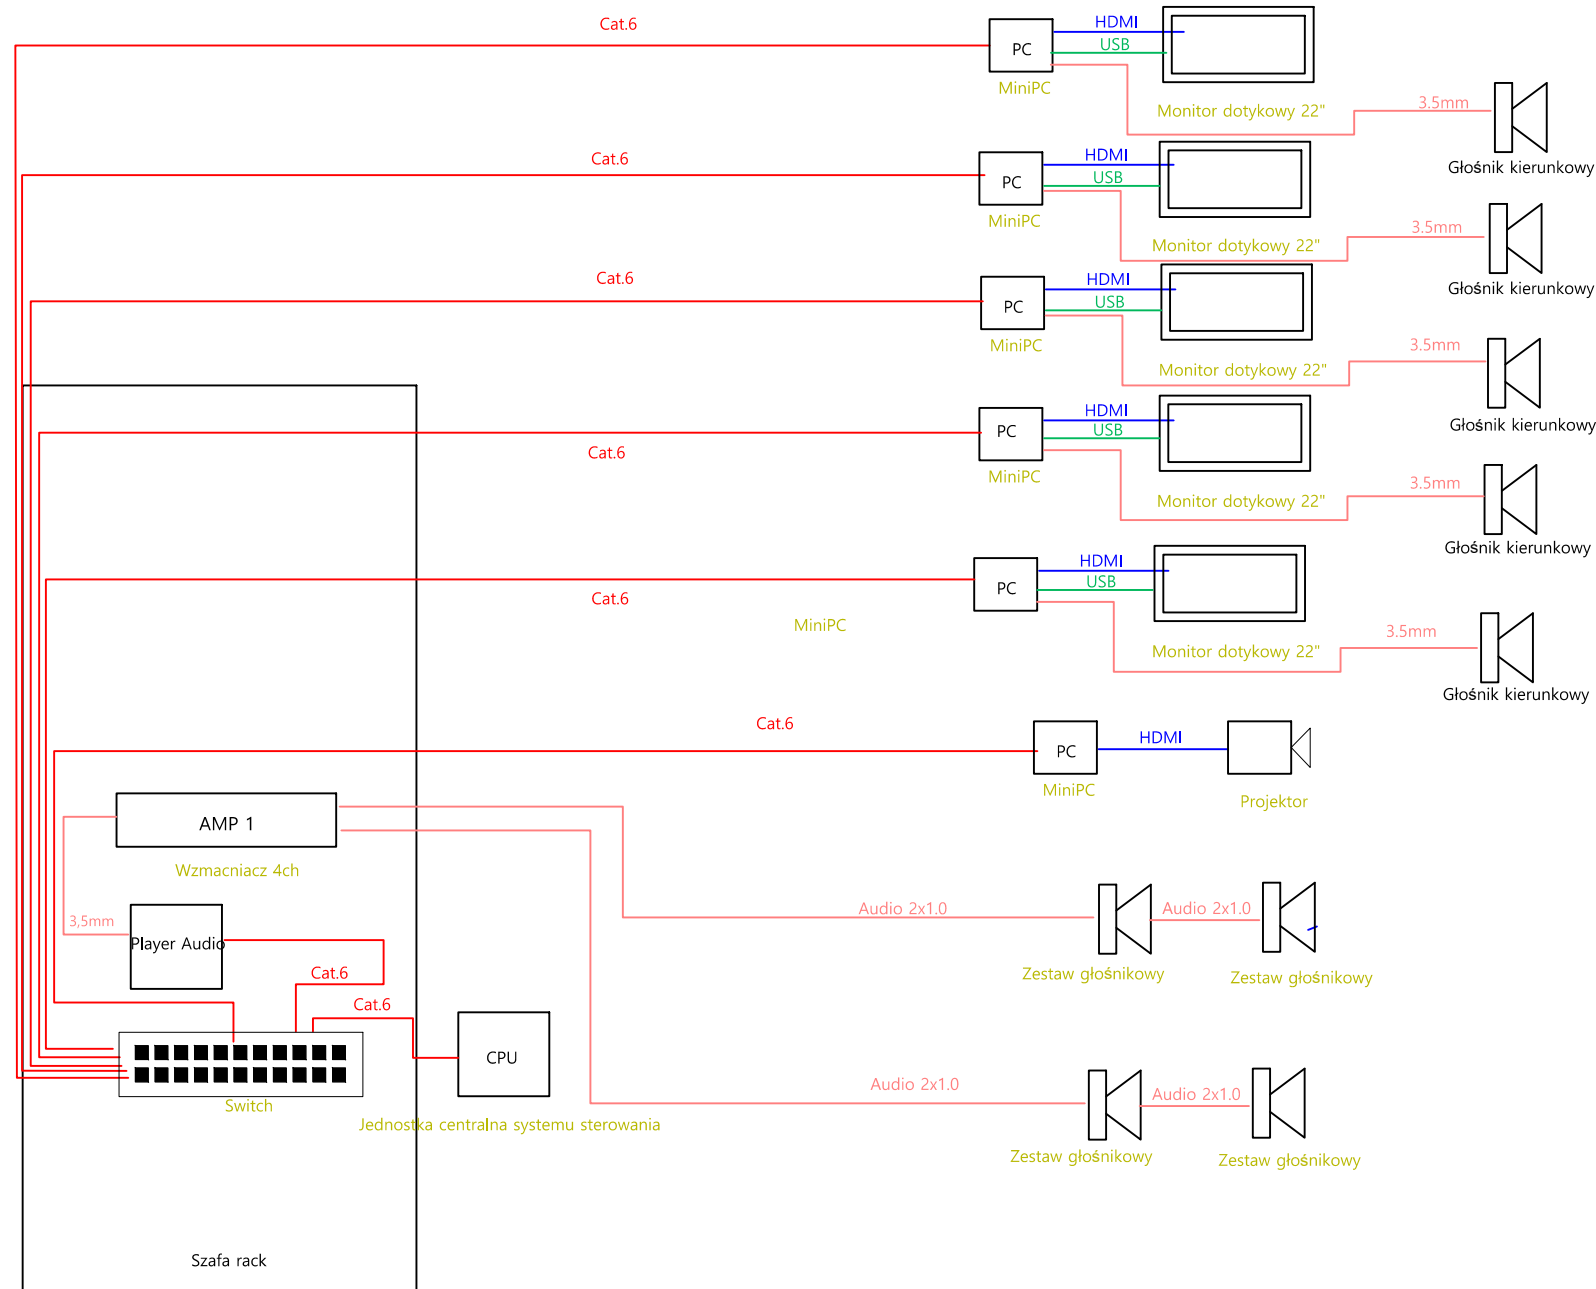 Cat.6
PC
HDMI
USB
MiniPC
Monitor dotykowy 22"
3.5mm
Głośnik kierunkowy
Cat.6
PC
HDMI
USB
MiniPC
Monitor dotykowy 22"
3.5mm
Głośnik kierunkowy
Cat.6
PC
HDMI
USB
MiniPC
Monitor dotykowy 22"
3.5mm
Głośnik kierunkowy
Cat.6
PC
HDMI
USB
MiniPC
Monitor dotykowy 22"
3.5mm
Głośnik kierunkowy
Cat.6
PC
HDMI
USB
MiniPC
Monitor dotykowy 22"
3.5mm
Głośnik kierunkowy
Cat.6
PC
HDMI
MiniPC
Projektor
AMP 1
Wzmacniacz 4ch
3,5mm
Player Audio
Cat.6
Cat.6
Switch
CPU
Jednostka centralna systemu sterowania
Audio 2x1.0
Audio 2x1.0
Zestaw głośnikowy
Zestaw głośnikowy
Audio 2x1.0
Audio 2x1.0
Zestaw głośnikowy
Zestaw głośnikowy
Szafa rack